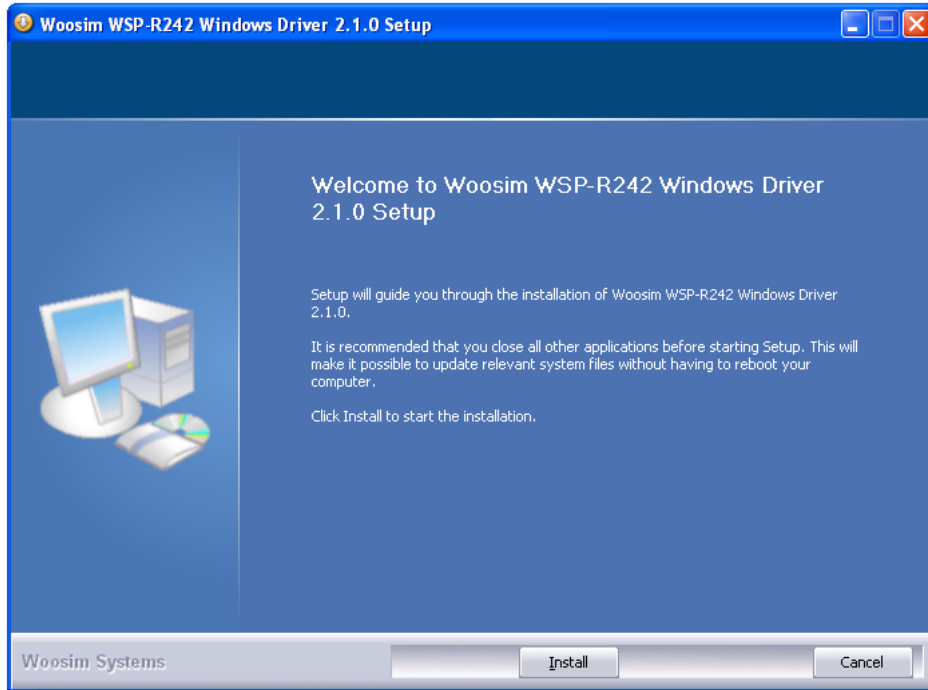 Woosim WSP-R242 Windows Driver 2.1.0 Setup
Welcome to Woosim WSP-R242 Windows Driver
2.1.0 Setup
Setup will guide you through the installation of Woosim WSP-R242 Windows Driver
2.1.0.
It is recommended that you close all other applications before starting Setup. This will
make it possible to update relevant system files without having to reboot your
computer.
Click Install to start the installation.
Woosim Systems
Install
Cancel